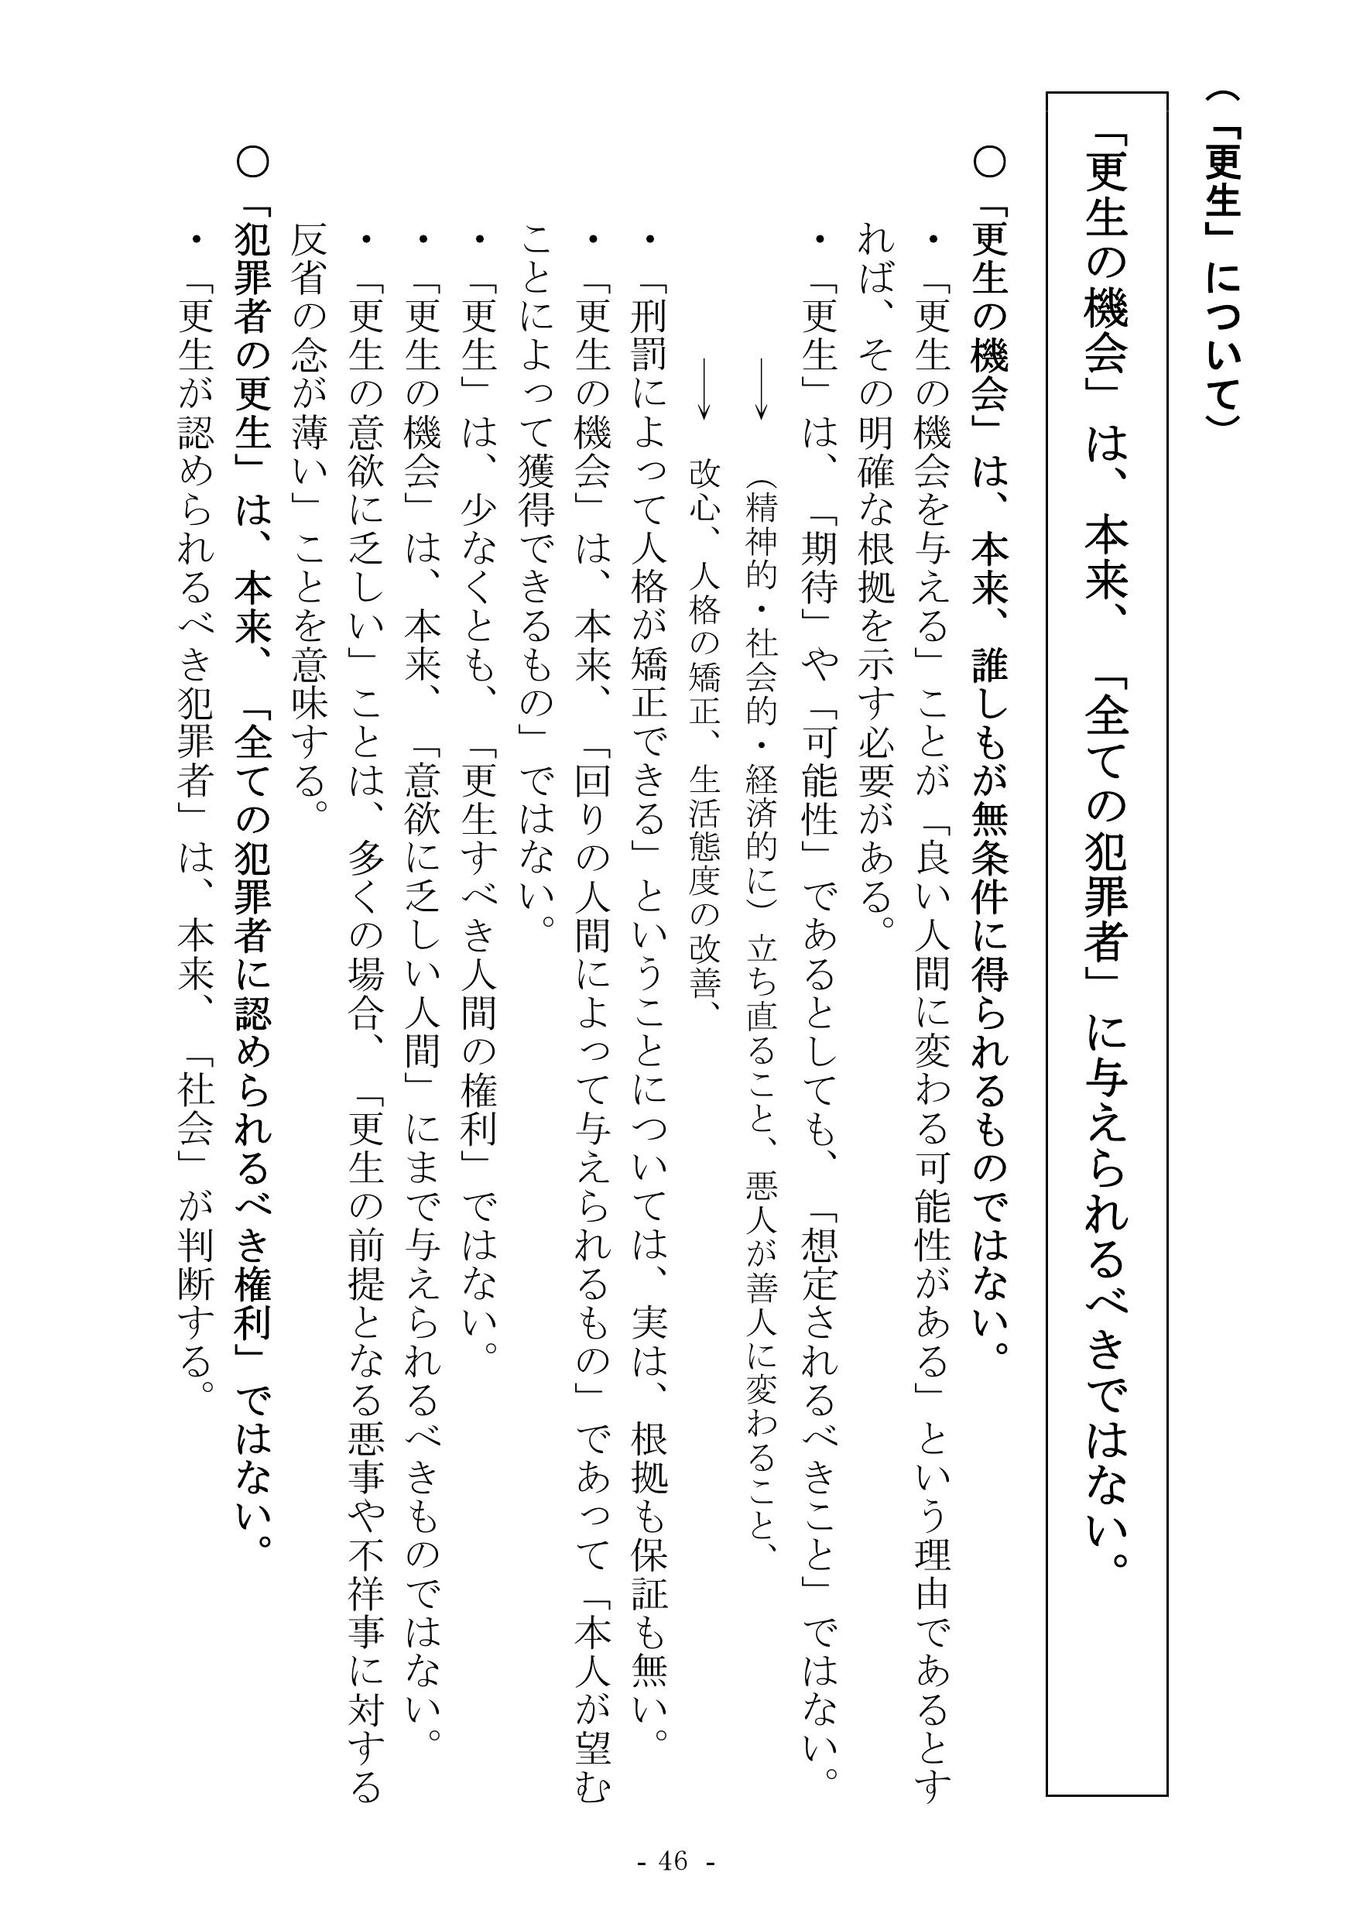 （「更生」について）
「更生の機会」は、本来、「全ての犯罪者」に与えられるべきではない。
○「更生の機会」は、本来、誰しもが無条件に得られるものではない。
・「更生の機会を与える」ことが「良い人間に変わる可能性がある」という理由であるとす
れば、その明確な根拠を示す必要がある。
・「更生」は、「期待」や「可能性」であるとしても、「想定されるべきこと」ではない。
→　（精神的・社会的・経済的に）立ち直ること、悪人が善人に変わること、
→　改心、人格の矯正、生活態度の改善、
・「刑罰によって人格が矯正できる」ということについては、実は、根拠も保証も無い。
・「更生の機会」は、本来、「回りの人間によって与えられるもの」であって「本人が望む
ことによって獲得できるもの」ではない。
・「更生」は、少なくとも、「更生すべき人間の権利」ではない。
・「更生の機会」は、本来、「意欲に乏しい人間」にまで与えられるべきものではない。
・「更生の意欲に乏しい」ことは、多くの場合、「更生の前提となる悪事や不祥事に対する
反省の念が薄い」ことを意味する。
○「犯罪者の更生」は、本来、「全ての犯罪者に認められるべき権利」ではない。
・「更生が認められるべき犯罪者」は、本来、「社会」が判断する。
- 46 -